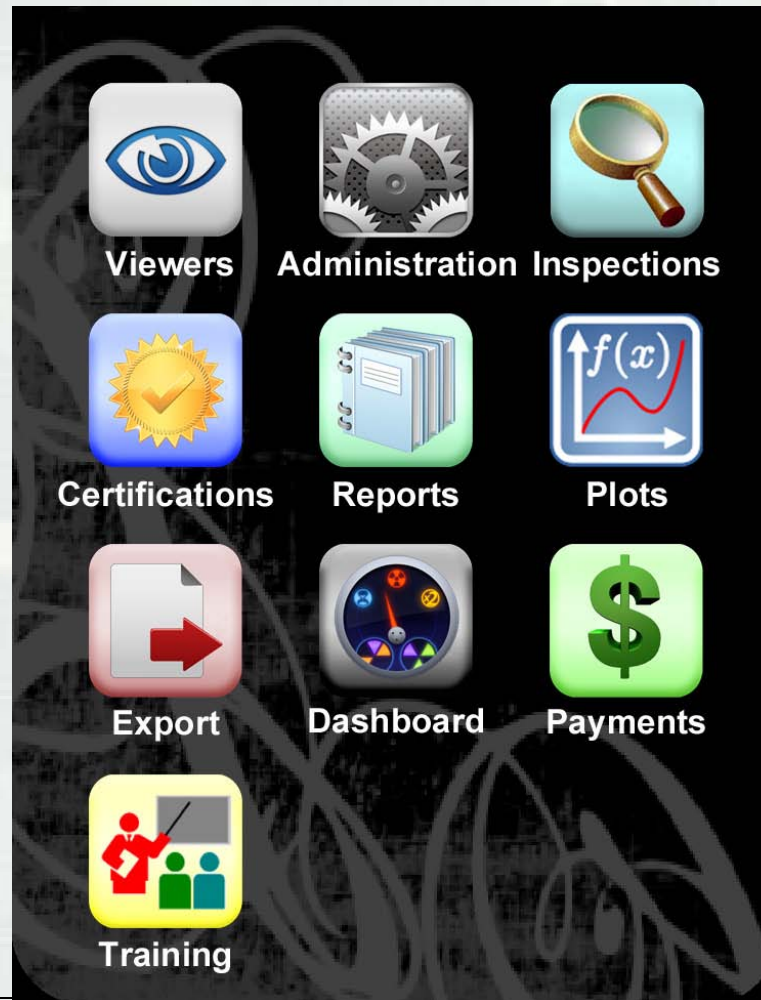 Viewers Administration Inspections
f(x)
Certifications Reports Plots
Export Dashboard Payments
Training